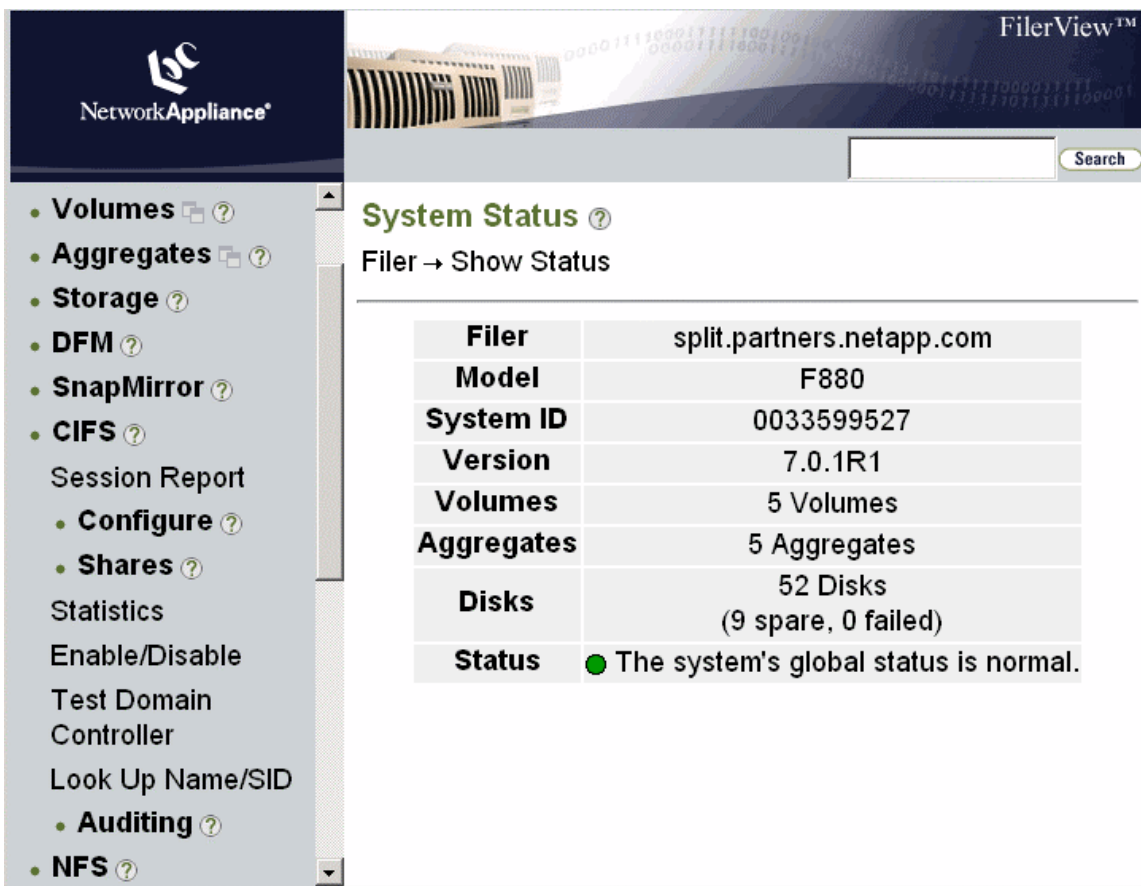 FilerView™
NetworkAppliance®
Search
Volumes
Aggregates
Storage
DFM
SnapMirror
CIFS
Session Report
Configure
Shares
Statistics
Enable/Disable
Test Domain
Controller
Look Up Name/SID
Auditing
NFS
System Status
Filer → Show Status
Filer split.partners.netapp.com
Model F880
System ID 0033599527
Version 7.0.1R1
Volumes 5 Volumes
Aggregates 5 Aggregates
Disks 52 Disks
(9 spare, 0 failed)
Status The system's global status is normal.